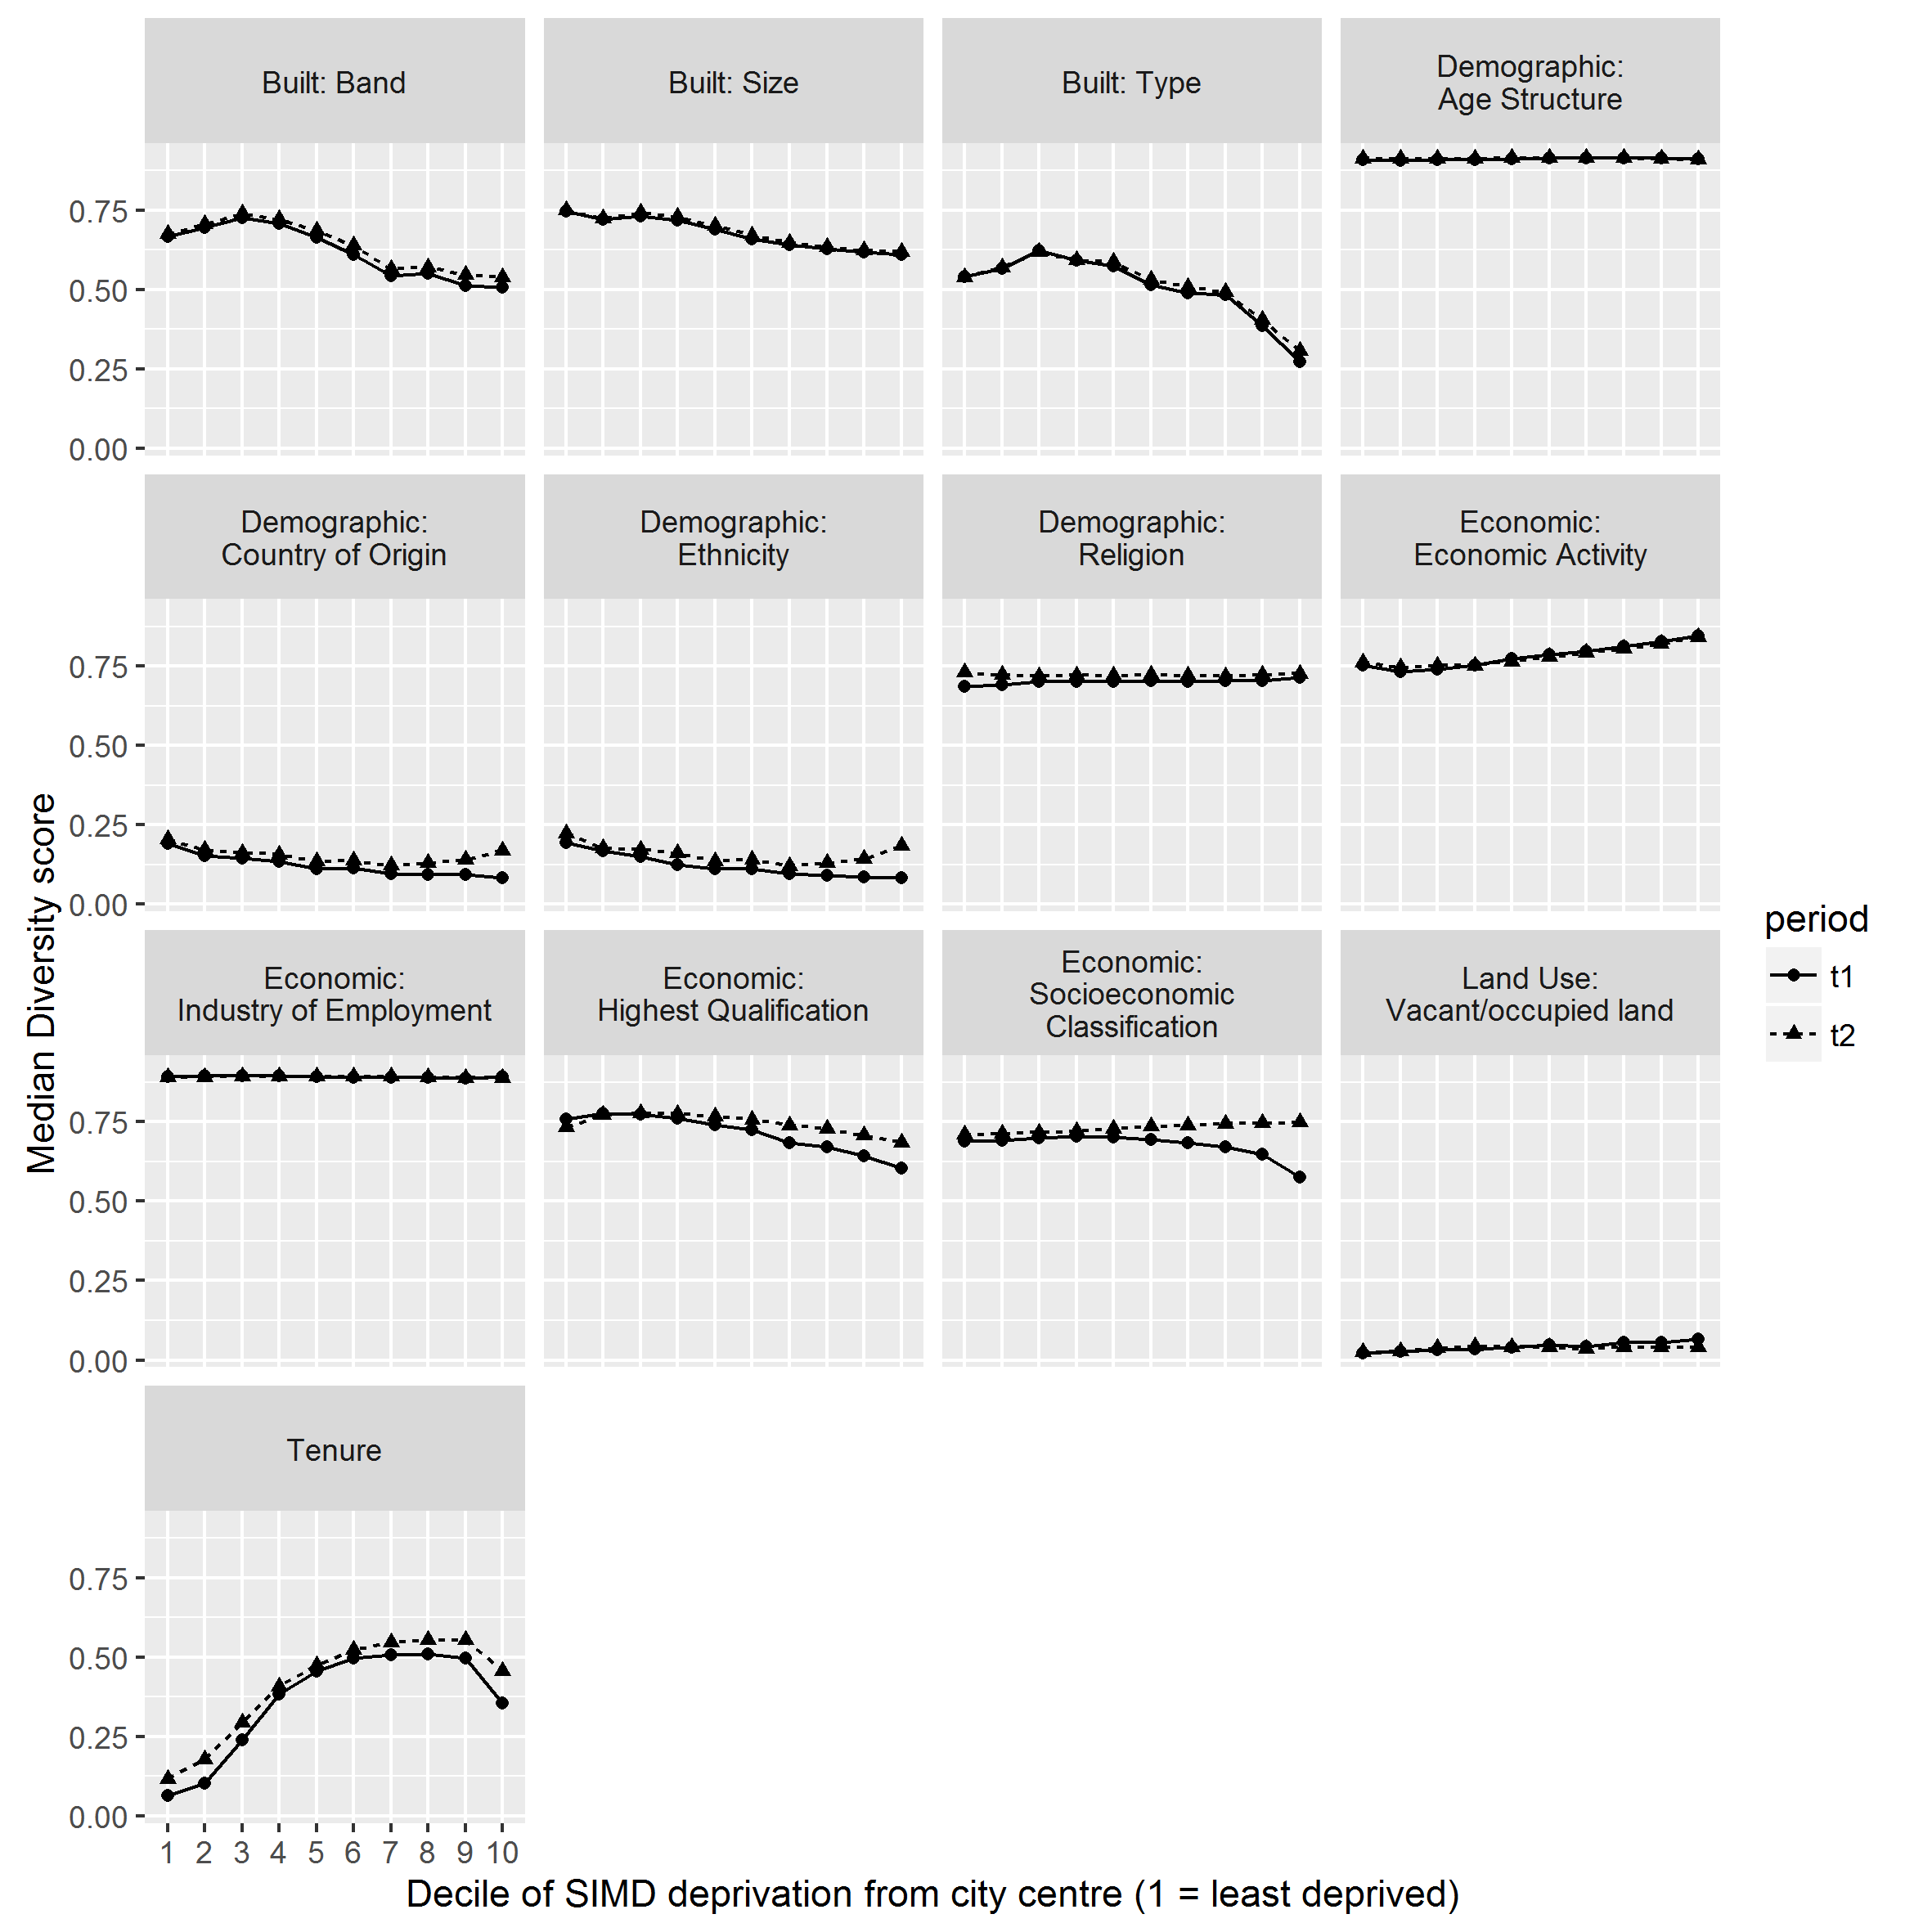 Built: Band
Built: Size
Built: Type
Demographic:
Age Structure
0.75
0.50
0.25
0.00
Demographic:
Country of Origin
Demographic:
Ethnicity
Demographic:
Religion
Economic:
Economic Activity
0.75
0.50
0.25
0.00
Economic:
Industry of Employment
Economic:
Highest Qualification
Economic:
Socioeconomic
Classification
Land Use:
Vacant/occupied land
0.75
0.50
0.25
0.00
Tenure
0.75
0.50
0.25
0.00
1 2 3 4 5 6 7 8 9 10
Decile of SIMD deprivation from city centre (1 = least deprived)
Median Diversity score
period
t1
t2